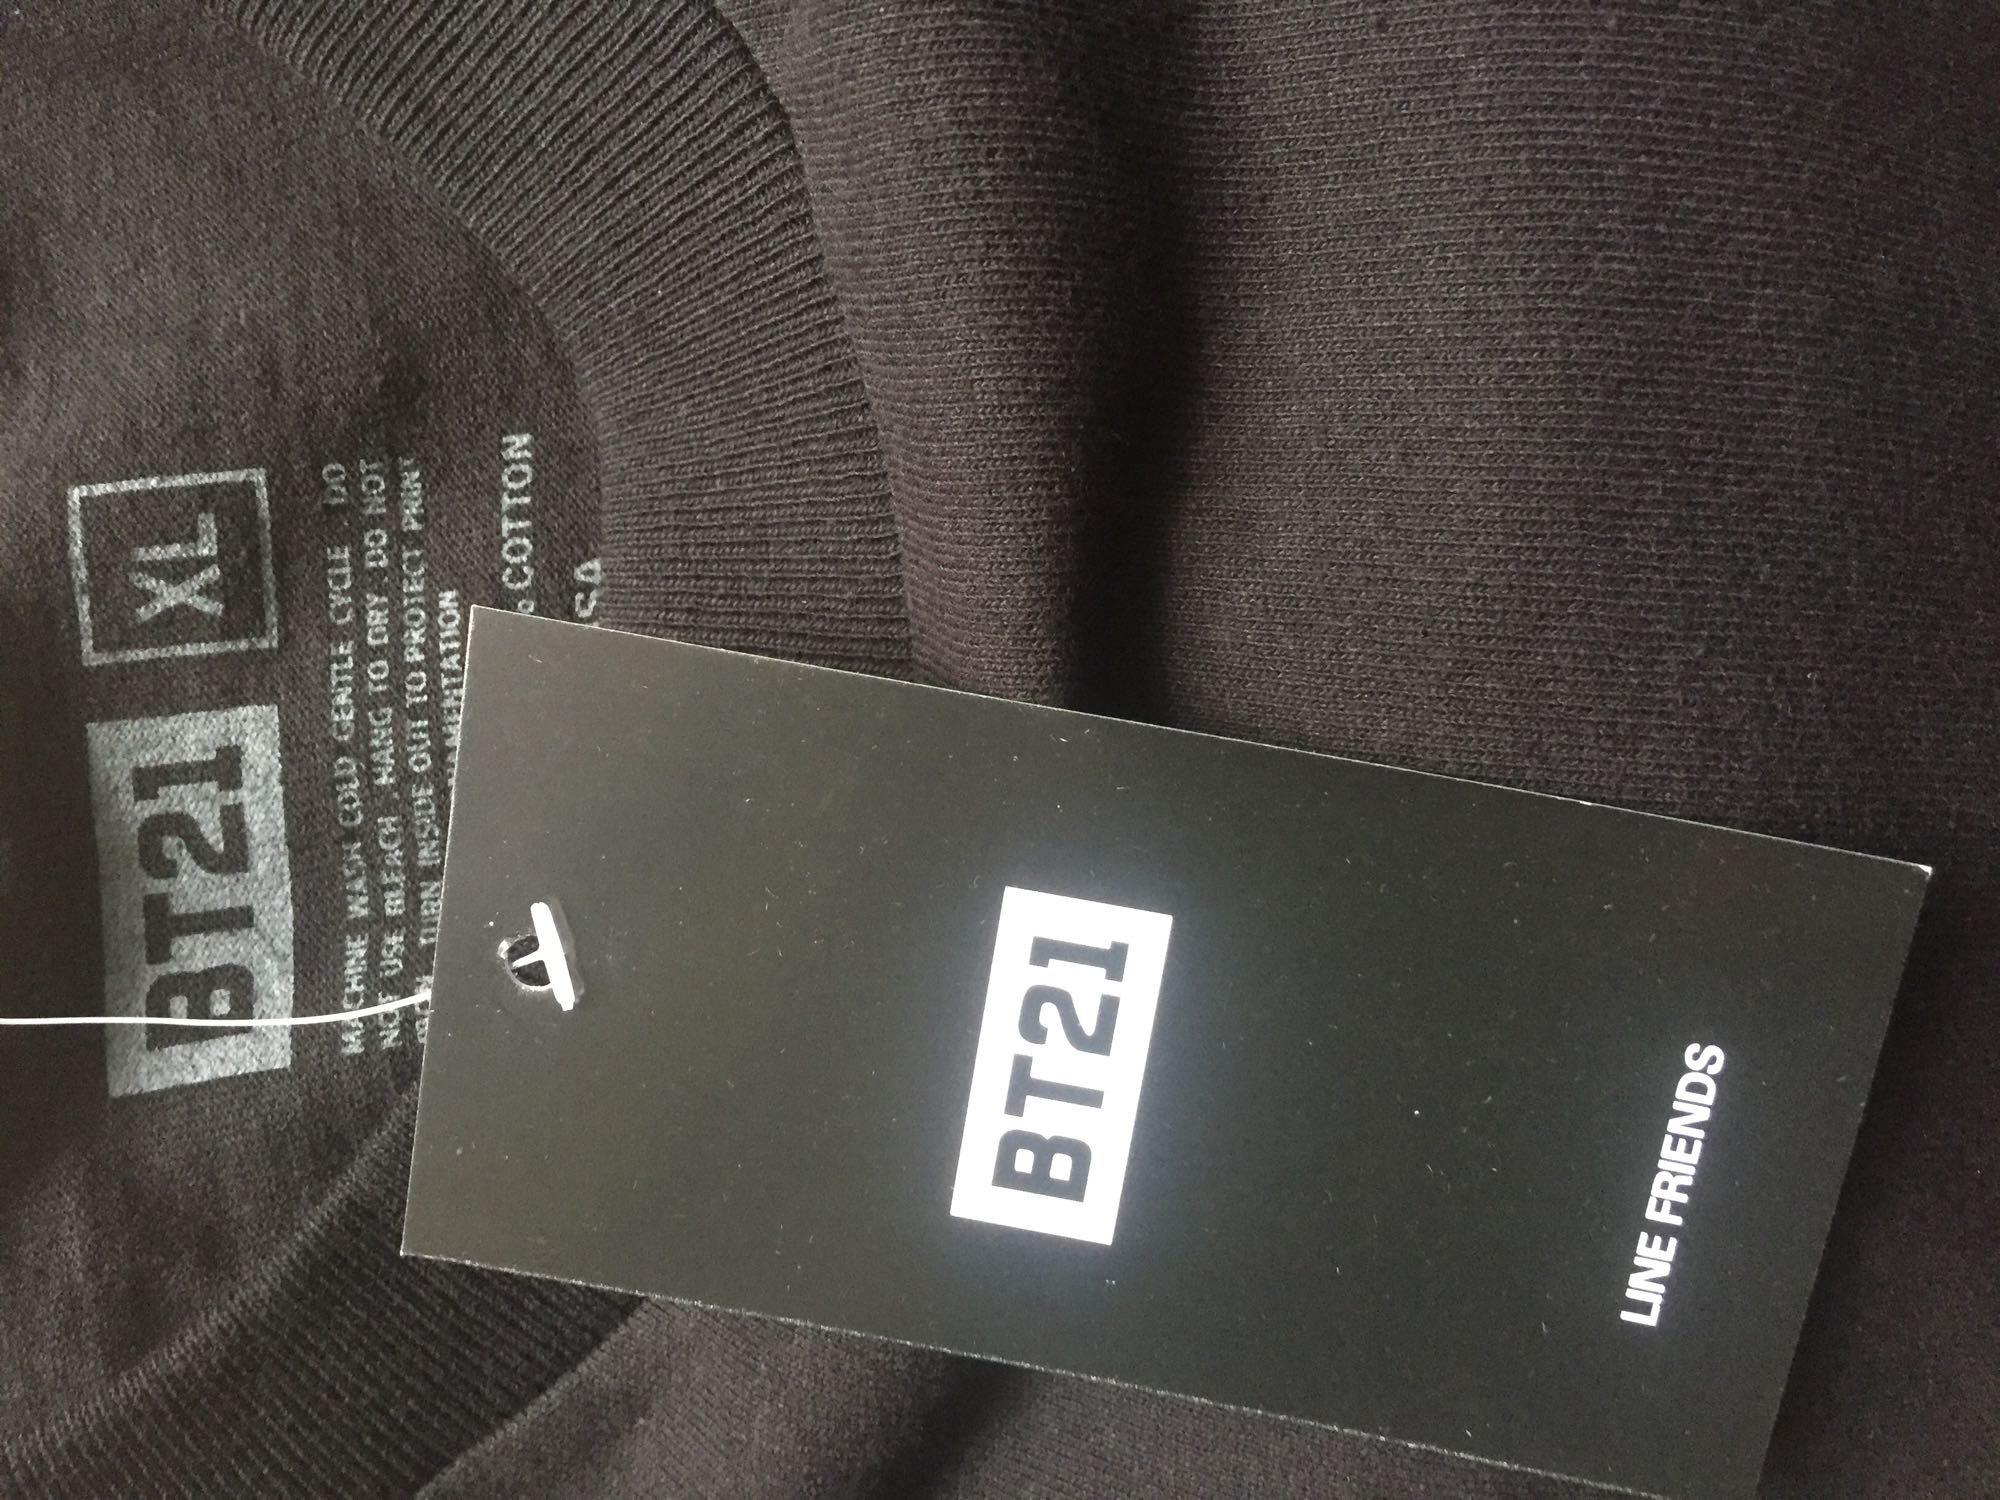 BT21 XL
MACHINE WASH COLD GENTLE CYCLE. DO
NOT USE BLEACH. HANG TO DRY. DO NOT
TURN INSIDE OUT TO PROTECT PRINT
COTTON
BT21
LINE FRIENDS